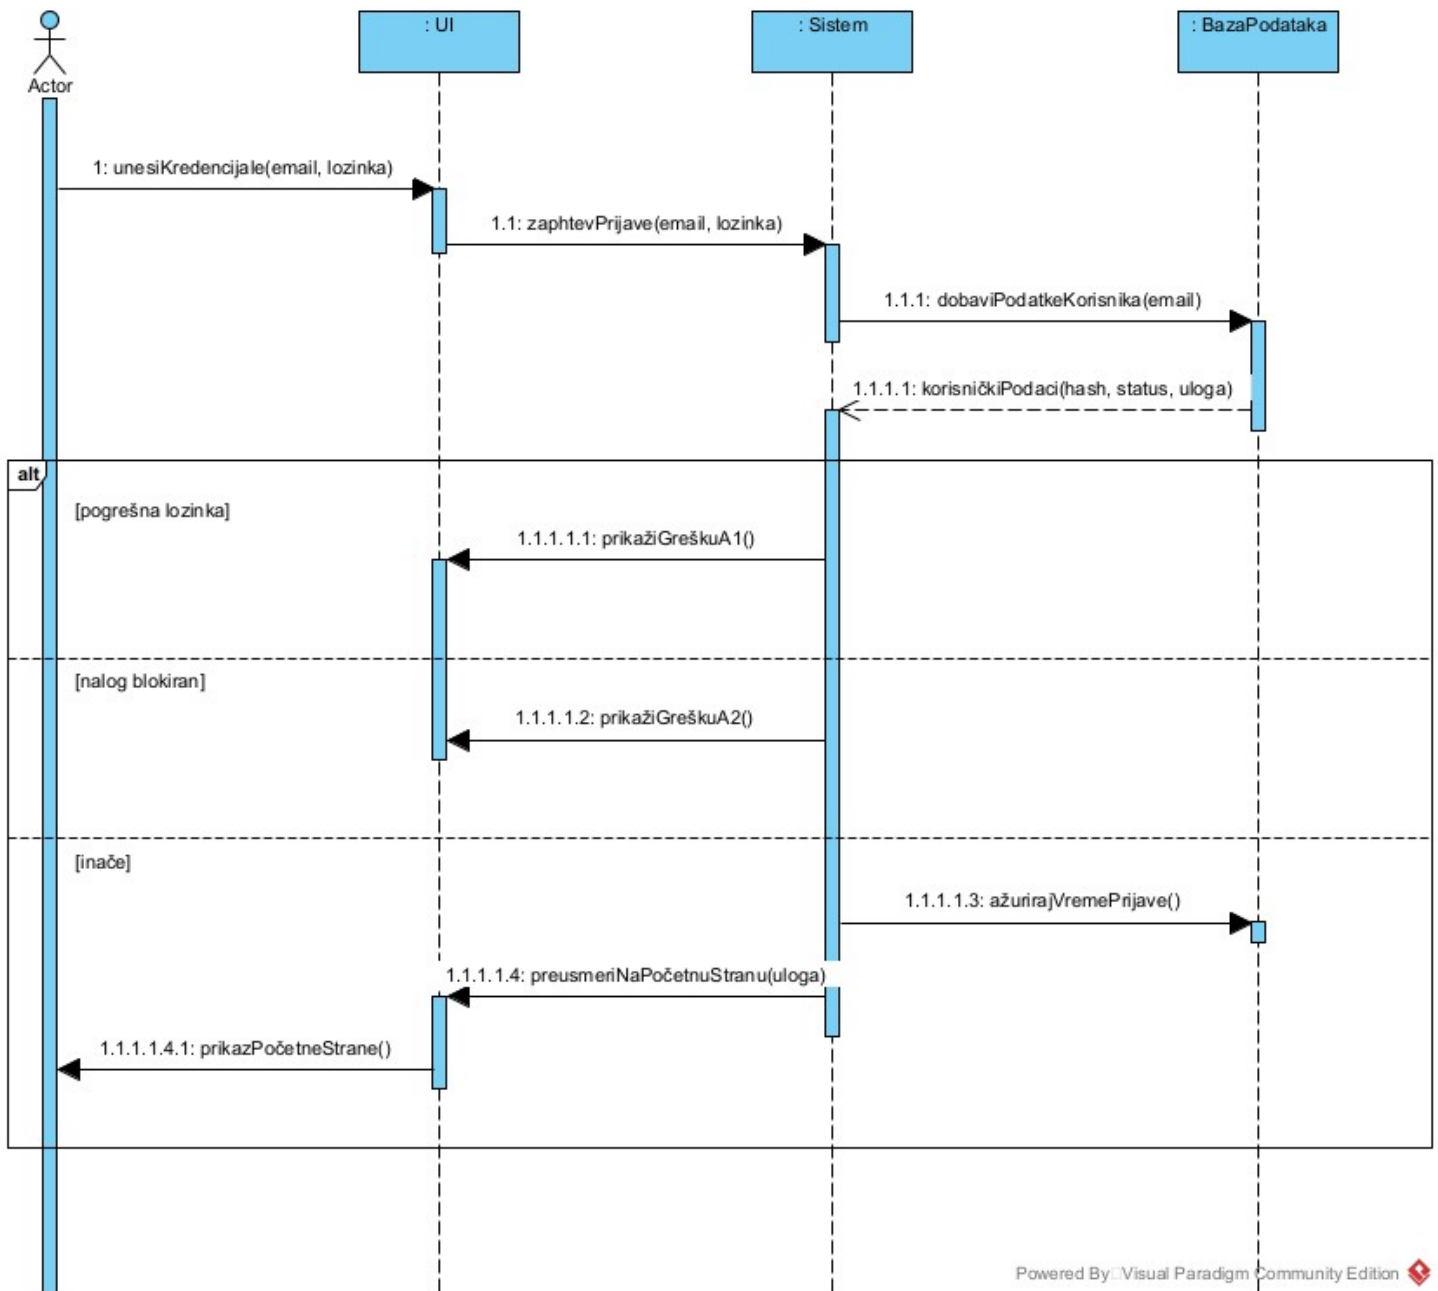 : UI
: Sistem
: BazaPodataka
Actor
1: unesiKredencijale(email, lozinka)
1.1: zaphtevPrijave(email, lozinka)
1.1.1: dobaviPodatkeKorisnika(email)
1.1.1.1: korisničkiPodaci(hash, status, uloga)
alt
[pogrešna lozinka]
1.1.1.1.1: prikažiGreškuA1()
[nalog blokiran]
1.1.1.1.2: prikažiGreškuA2()
[inače]
1.1.1.1.3: ažurirajVremePrijave()
1.1.1.1.4: preusmeriNaPočetnuStranu(uloga)
1.1.1.1.4.1: prikazPočetneStrane()
Powered By Visual Paradigm Community Edition